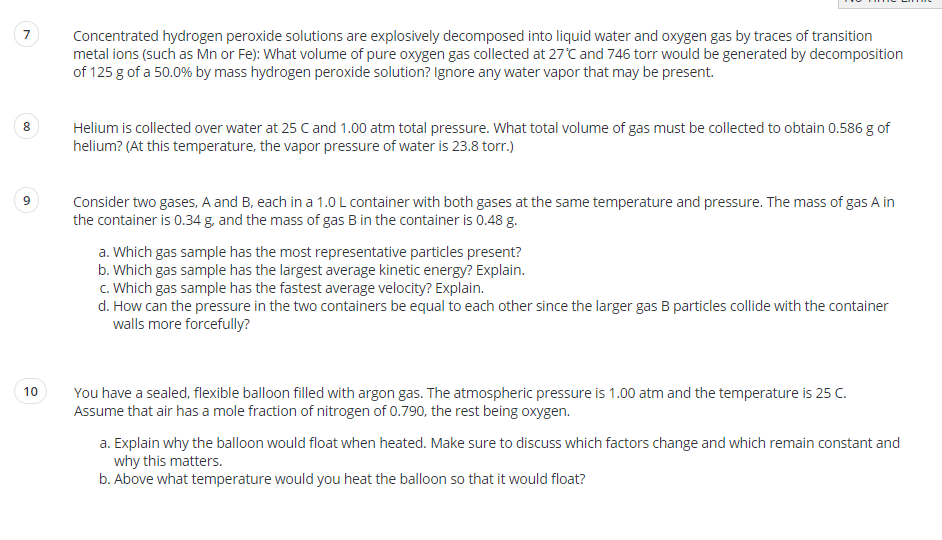 7
Concentrated hydrogen peroxide solutions are explosively decomposed into liquid water and oxygen gas by traces of transition
metal ions (such as Mn or Fe): What volume of pure oxygen gas collected at 27℃ and 746 torr would be generated by decomposition
of 125 g of a 50.0% by mass hydrogen peroxide solution? Ignore any water vapor that may be present.
8
Helium is collected over water at 25 C and 1.00 atm total pressure. What total volume of gas must be collected to obtain 0.586 g of
helium? (At this temperature, the vapor pressure of water is 23.8 torr.)
9
Consider two gases, A and B, each in a 1.0 L container with both gases at the same temperature and pressure. The mass of gas A in
the container is 0.34 g, and the mass of gas B in the container is 0.48 g.
a. Which gas sample has the most representative particles present?
b. Which gas sample has the largest average kinetic energy? Explain.
c. Which gas sample has the fastest average velocity? Explain.
d. How can the pressure in the two containers be equal to each other since the larger gas B particles collide with the container
walls more forcefully?
10
You have a sealed, flexible balloon filled with argon gas. The atmospheric pressure is 1.00 atm and the temperature is 25 C.
Assume that air has a mole fraction of nitrogen of 0.790, the rest being oxygen.
a. Explain why the balloon would float when heated. Make sure to discuss which factors change and which remain constant and
why this matters.
b. Above what temperature would you heat the balloon so that it would float?